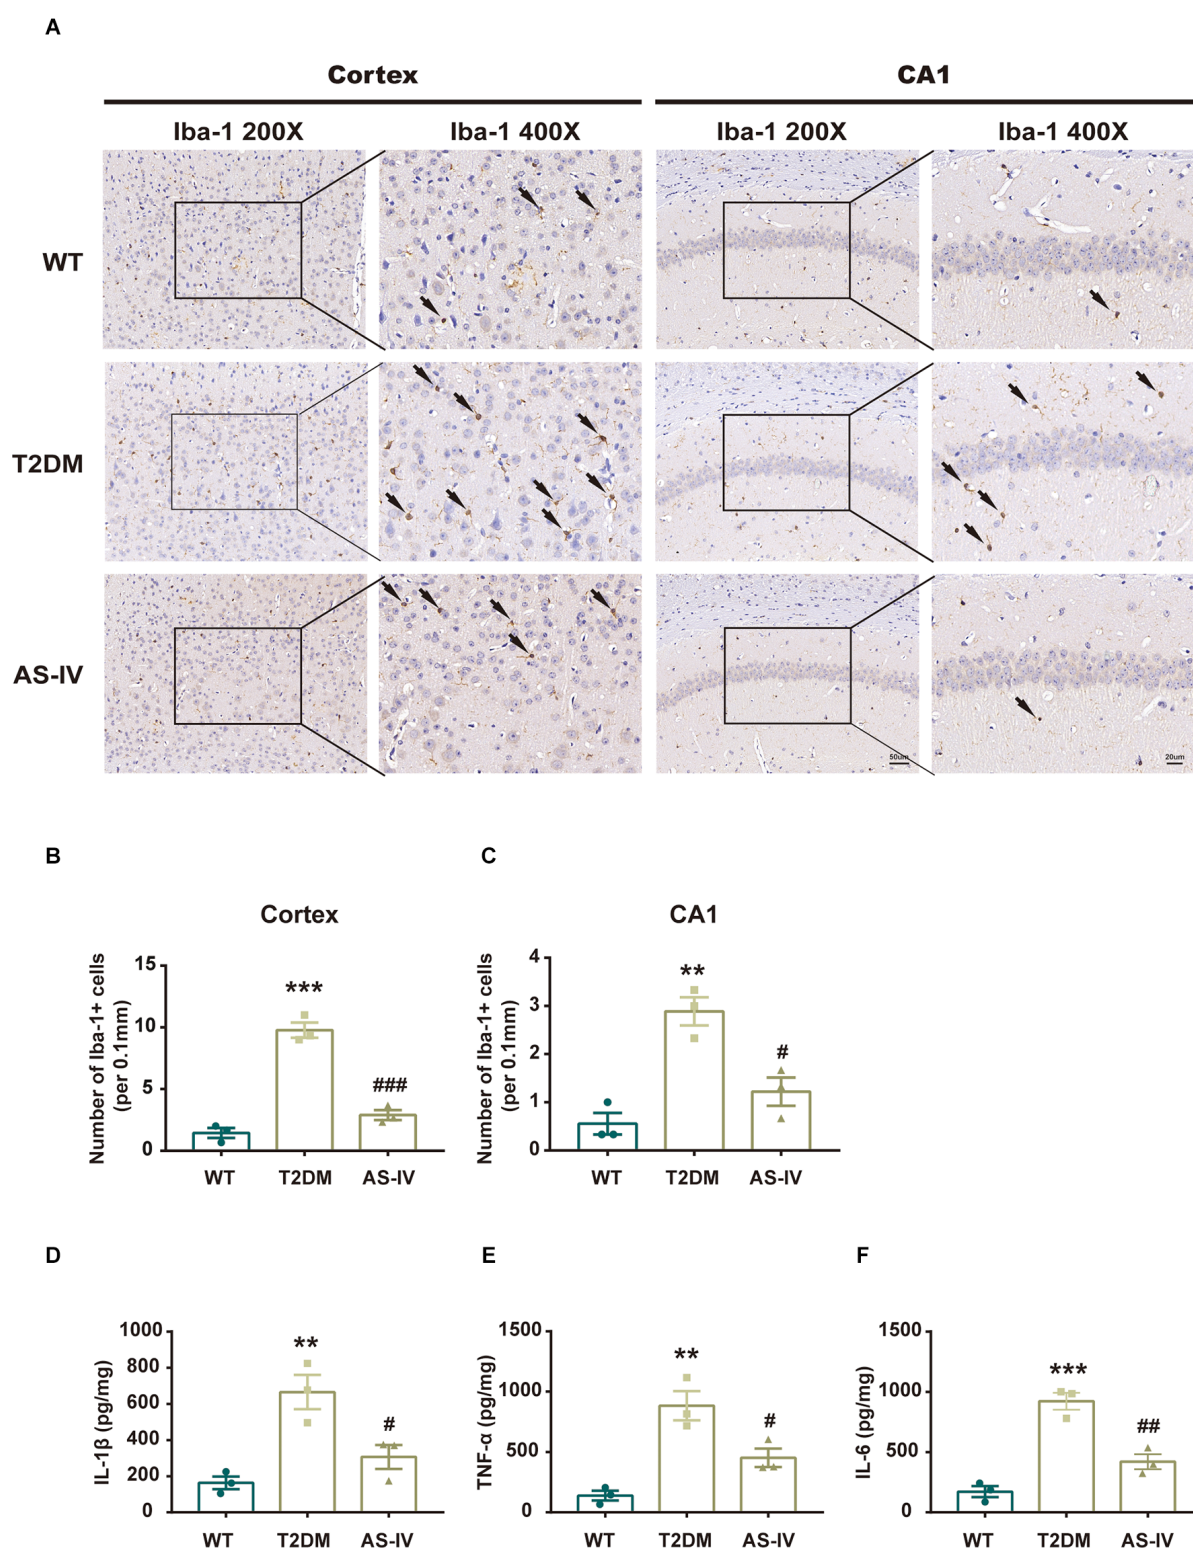 A
Cortex
CA1
Iba-1 200X
Iba-1 400X
Iba-1 200X
Iba-1 400X
WT
T2DM
AS-IV
50um
20um
B
C
Cortex
CA1
Number of Iba-1+ cells
(per 0.1mm)
15
10
5
0
***
###
WT
T2DM
AS-IV
Number of Iba-1+ cells
(per 0.1mm)
4
3
2
1
0
**
#
WT
T2DM
AS-IV
D
E
F
IL-1β (pg/mg)
1000
800
600
400
200
0
**
#
WT
T2DM
AS-IV
TNF-α (pg/mg)
1500
1000
500
0
**
#
WT
T2DM
AS-IV
IL-6 (pg/mg)
1500
1000
500
0
***
##
WT
T2DM
AS-IV